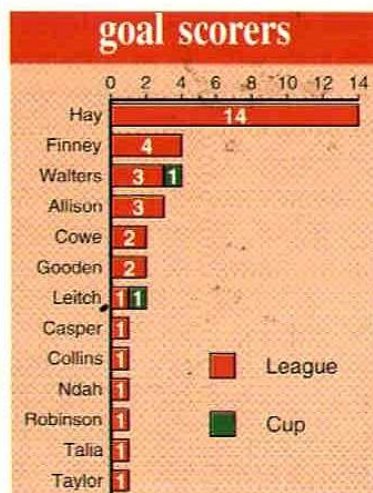 goal scorers
0 2 4 6 8 10 12 14
Hay 14
Finney 4
Walters 3 1
Allison 3
Cowe 2
Gooden 2
Leitch 1 1
Casper 1
Collins 1
Ndah 1
Robinson 1
Talia 1
Taylor 1
League
Cup